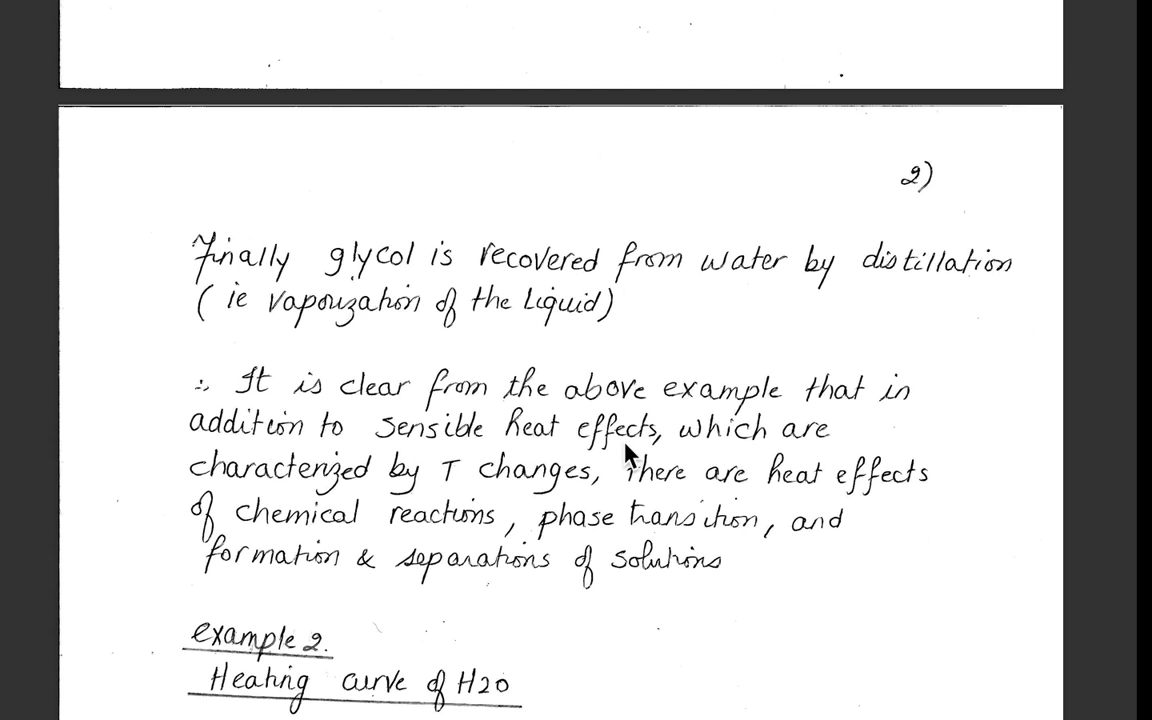 2)
Finally glycol is recovered from water by distillation
( ie vaporization of the liquid)
∴ It is clear from the above example that in
addition to sensible heat effects, which are
characterized by T changes, there are heat effects
of chemical reactions, phase transition, and
formation & separations of solutions
example 2.
Heating curve of H2O